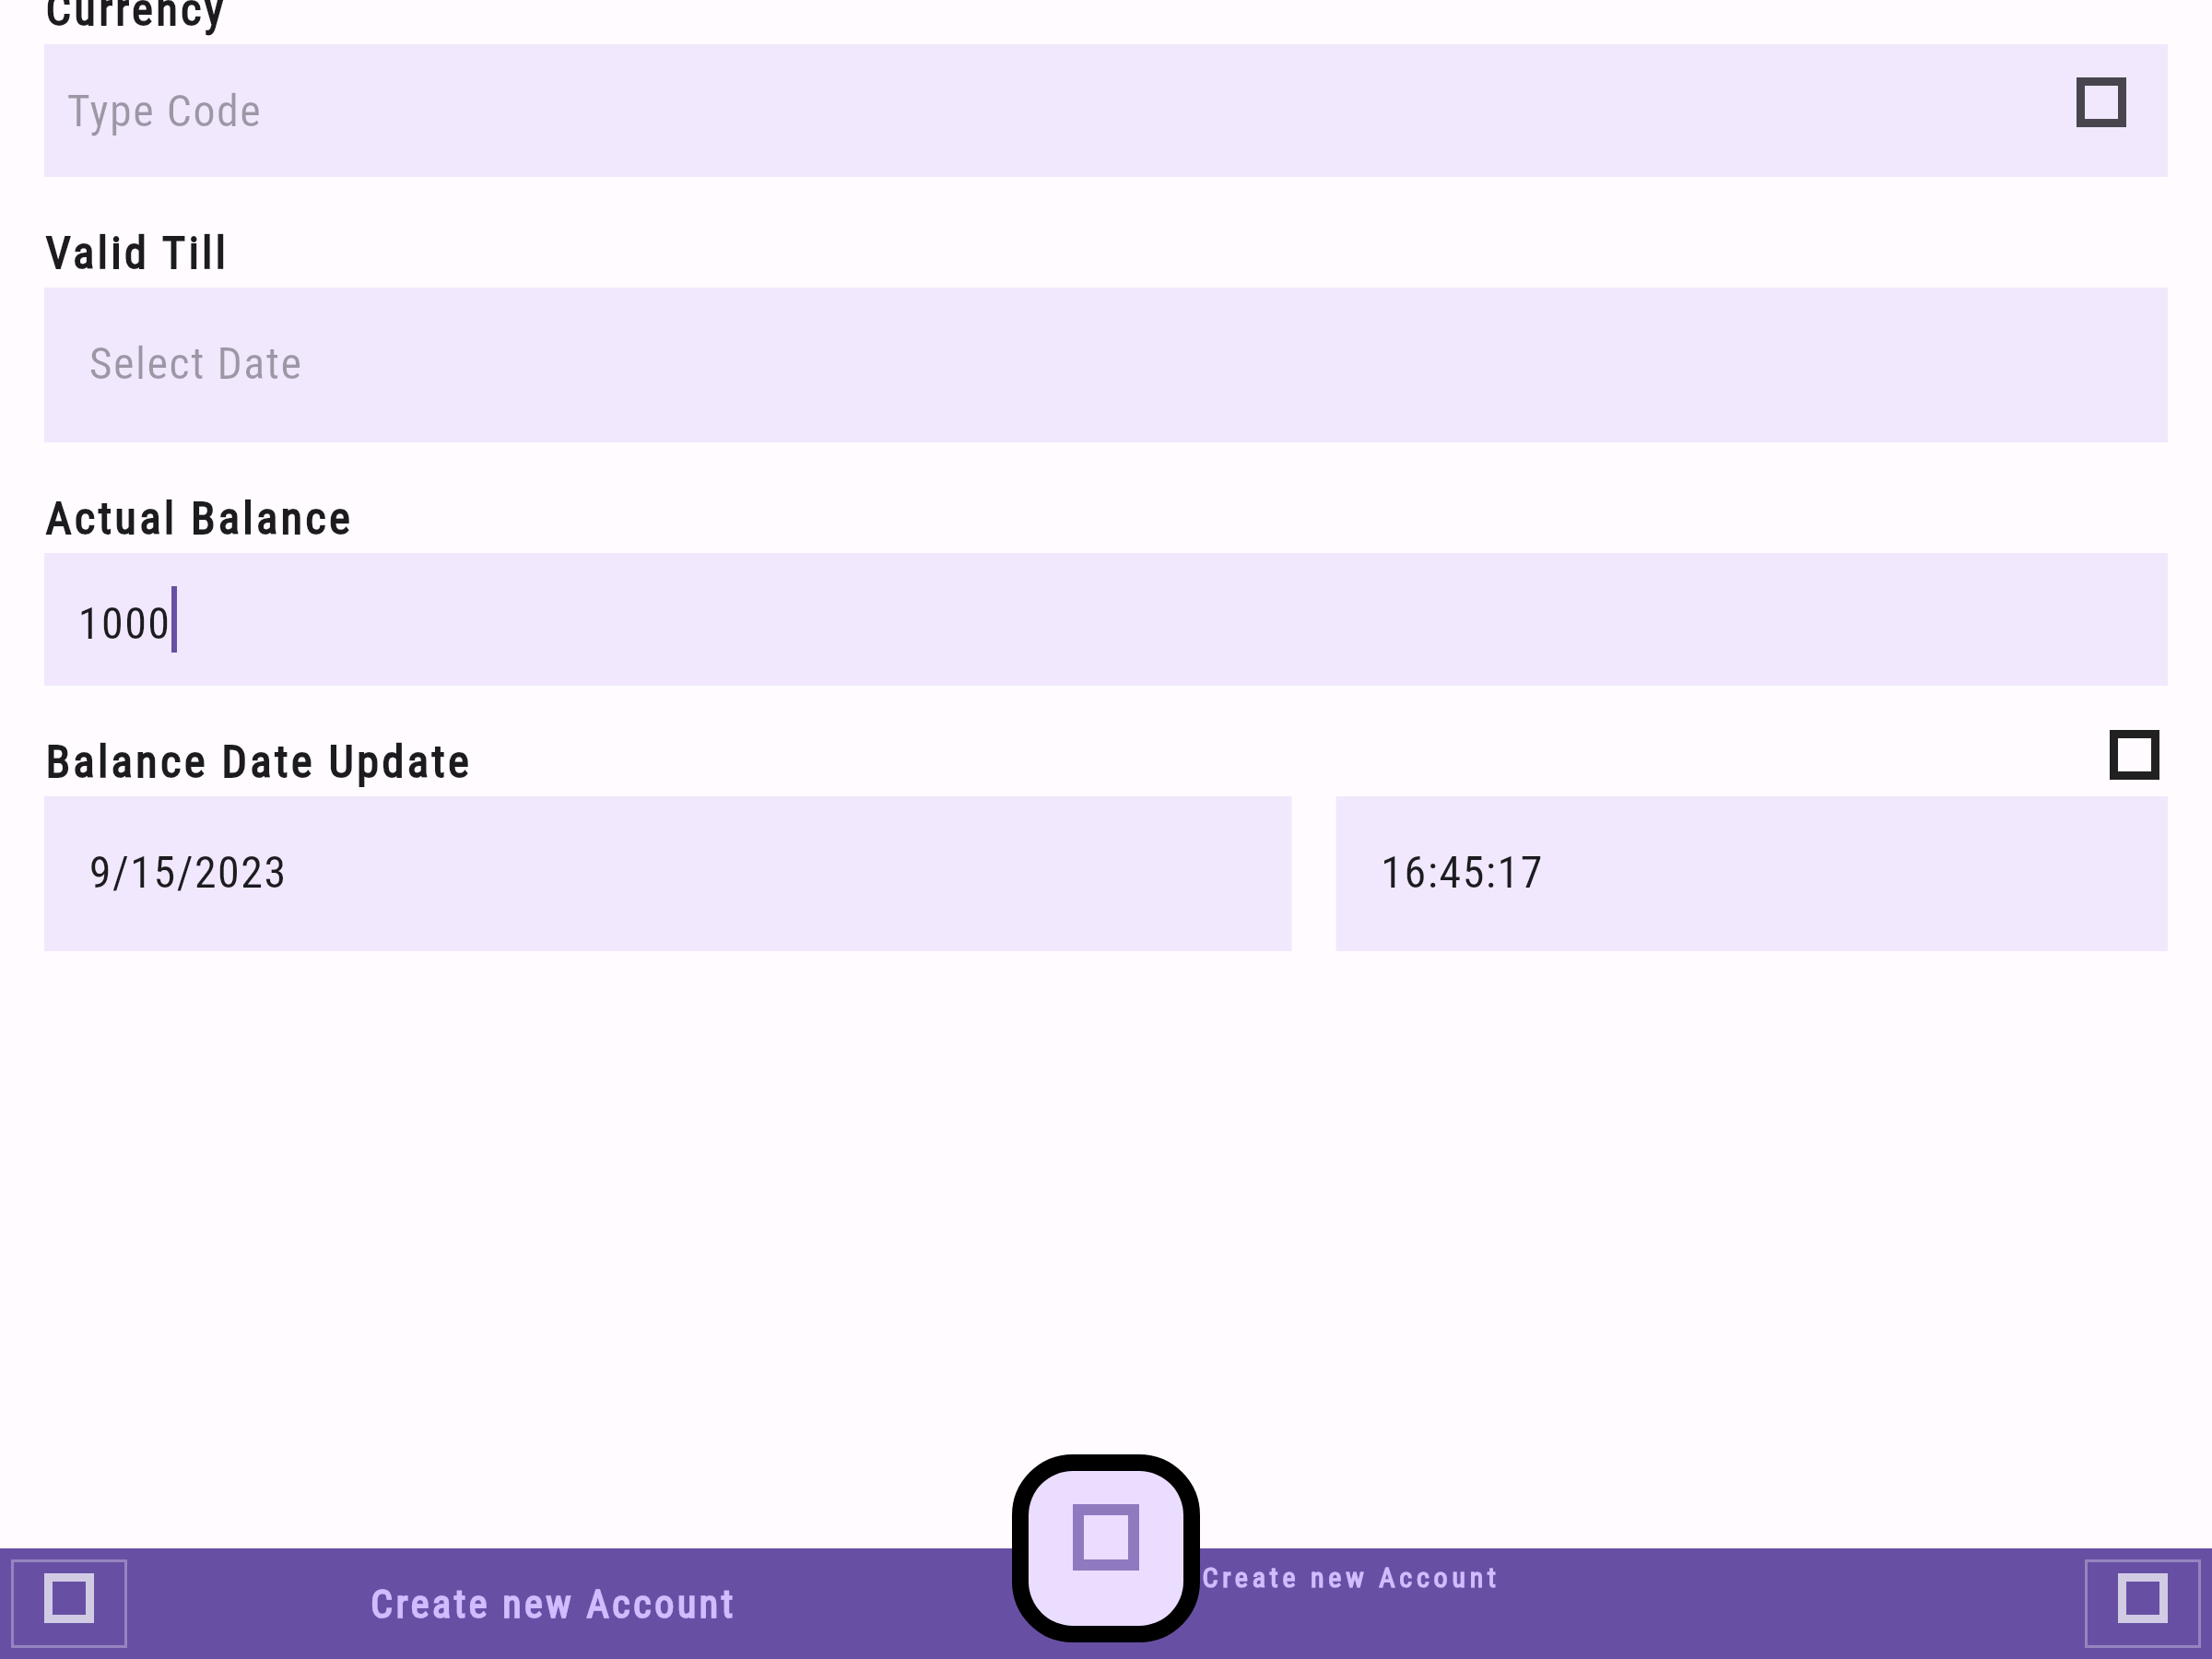 Currency
Type Code
Valid Till
Select Date
Actual Balance
1000
Balance Date Update
9/15/2023
16:45:17
Create new Account
Create new Account